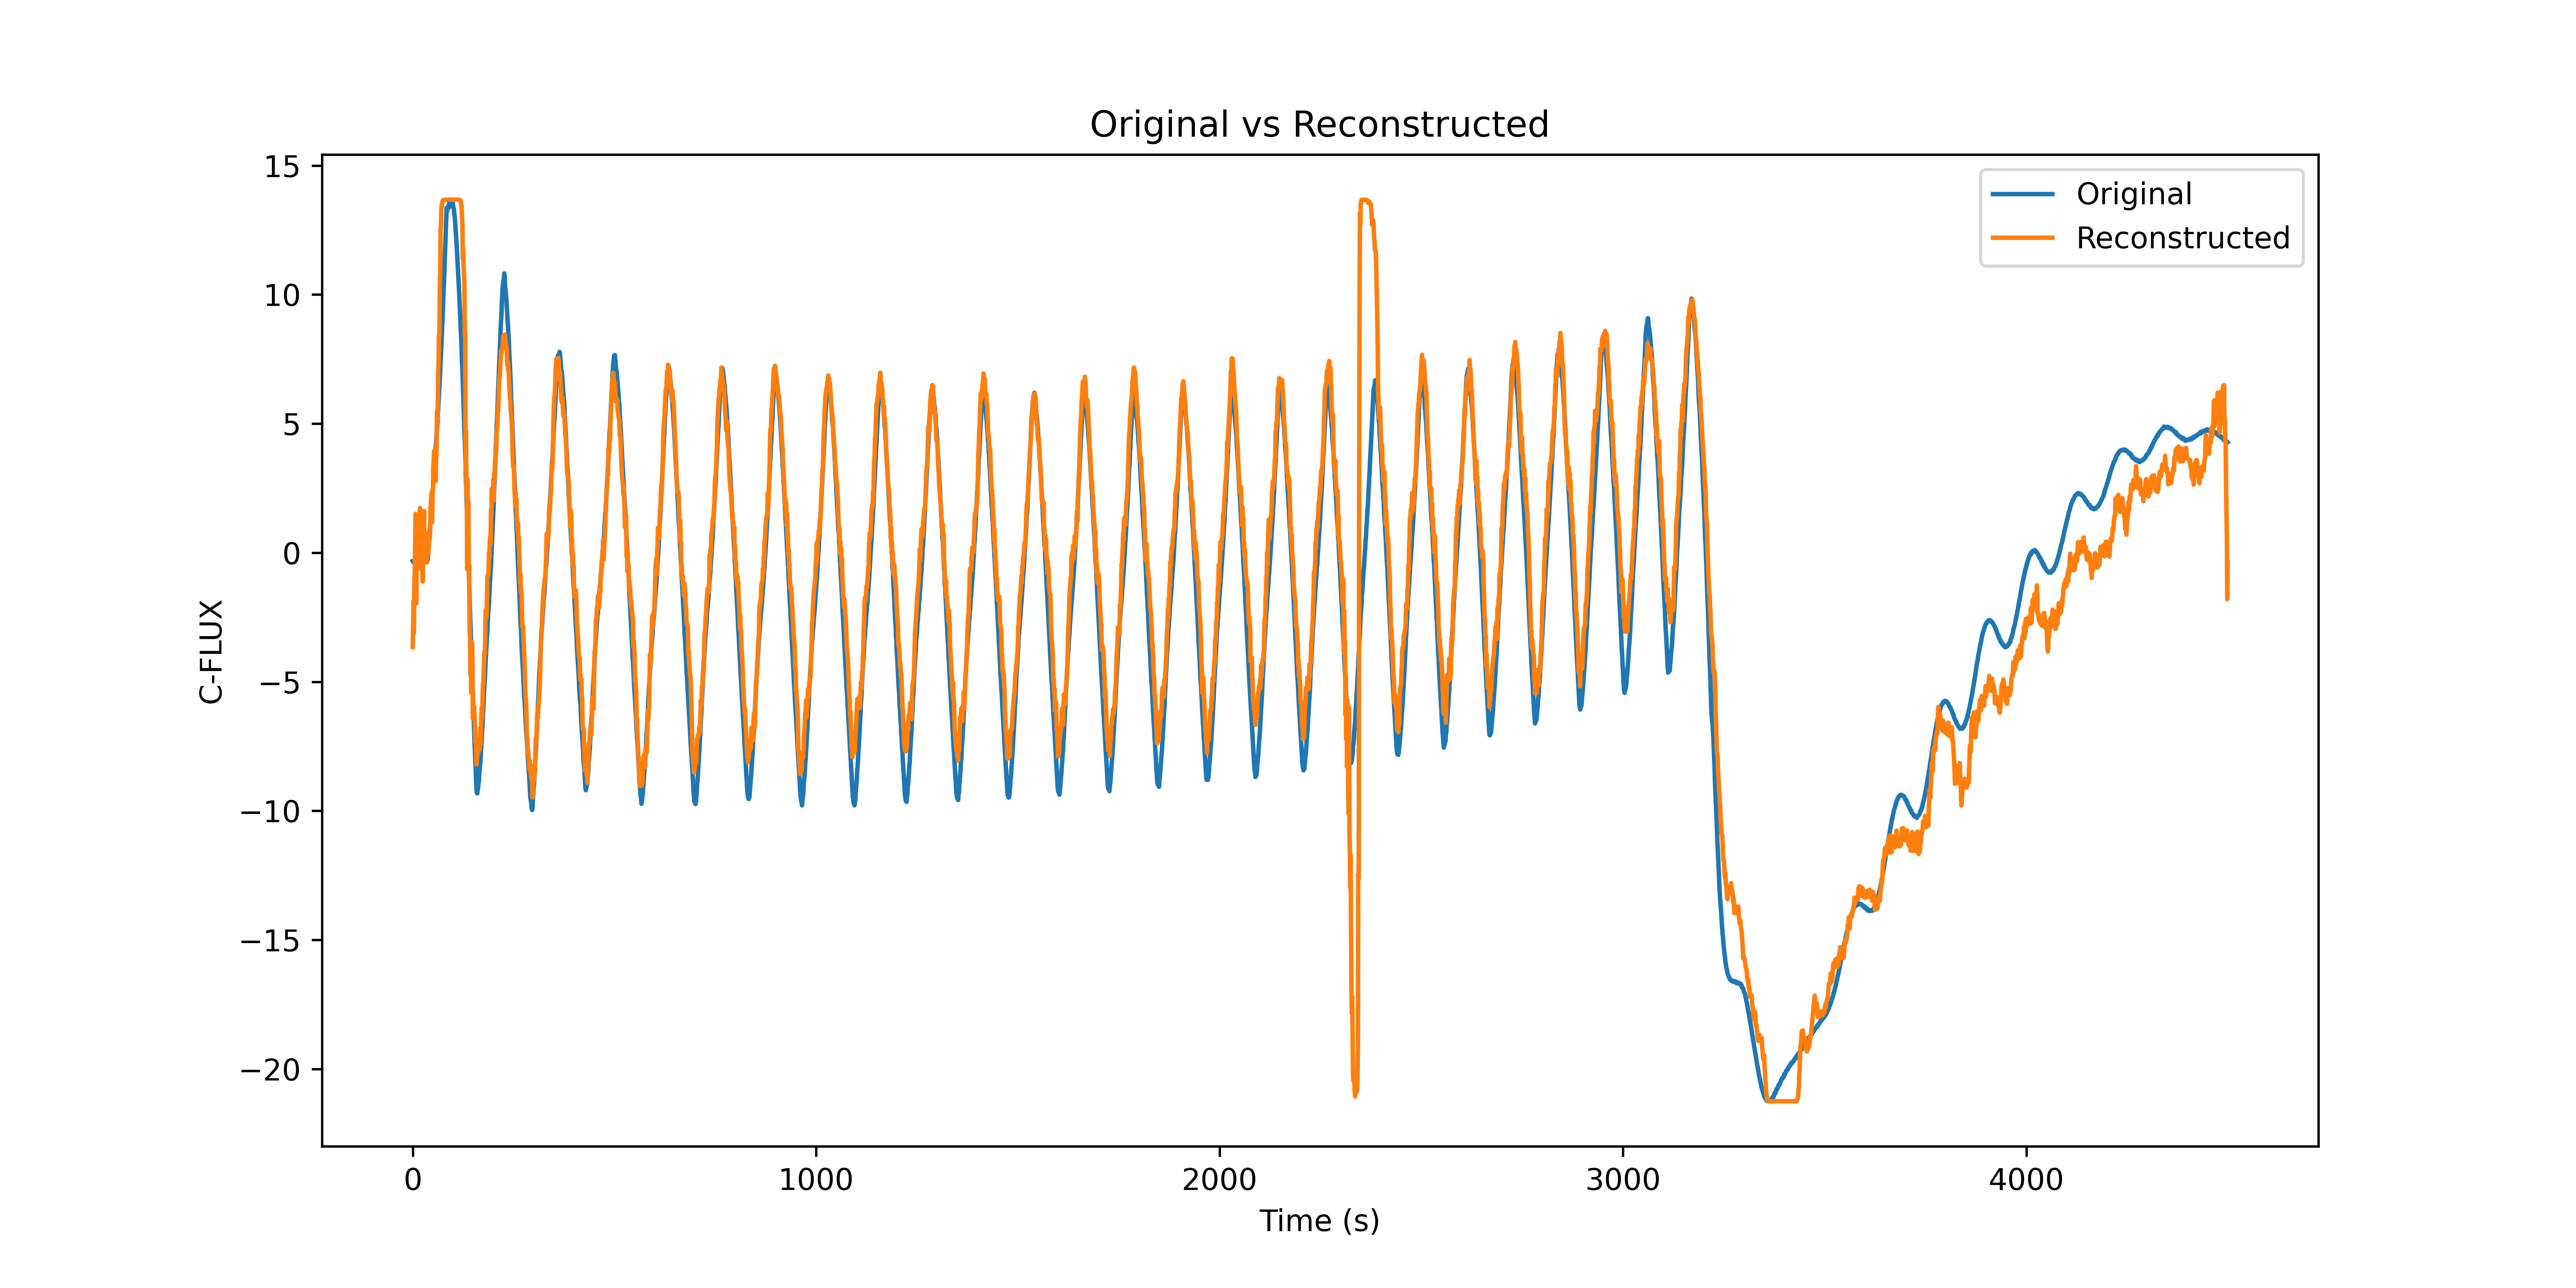 Original vs Reconstructed
15
10
5
0
−5
−10
−15
−20
C-FLUX
Original
Reconstructed
0
1000
2000
3000
4000
Time (s)